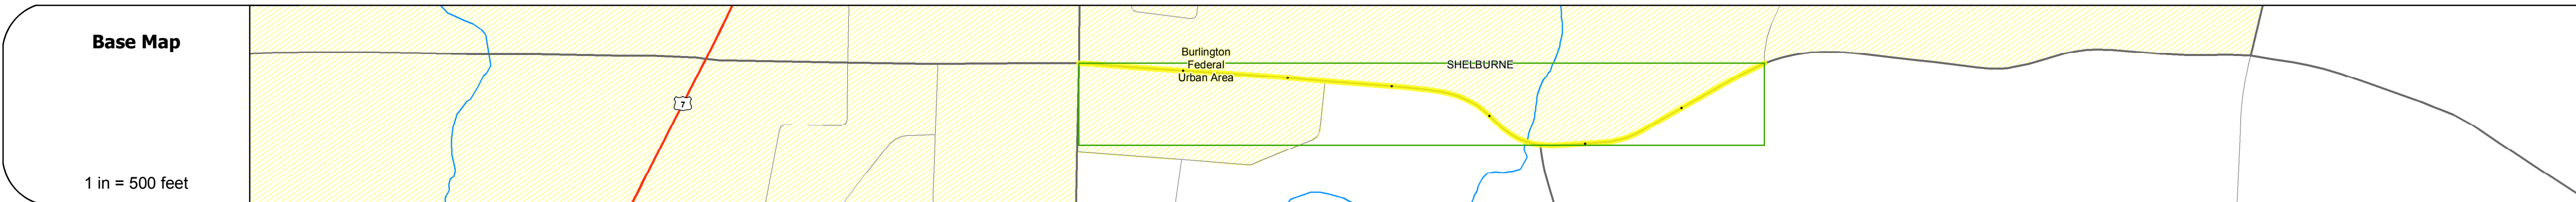 Base Map
1 in = 500 feet
7
Burlington
Federal
Urban Area
SHELBURNE